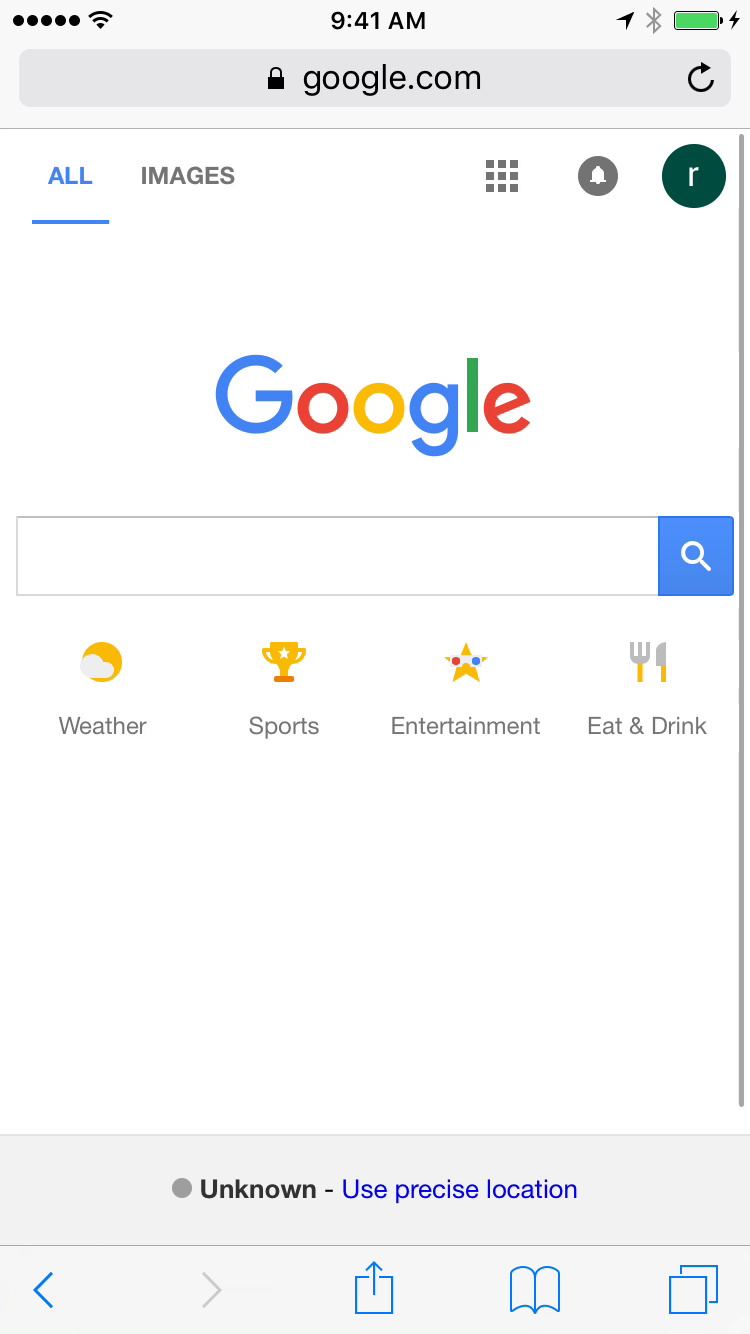 9:41 AM
google.com
ALL IMAGES r
Google
Weather Sports Entertainment Eat & Drink
Unknown - Use precise location